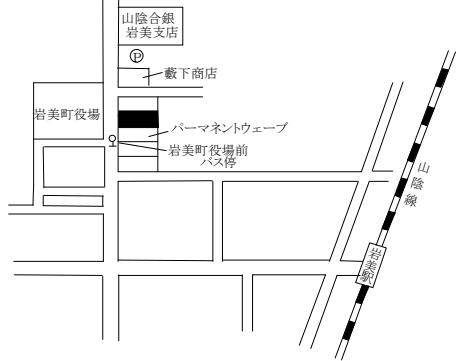 山陰合銀
岩美支店
P
藪下商店
岩美町役場
パーマネントウェーブ
岩美町役場前
バス停
山陰線
岩美駅